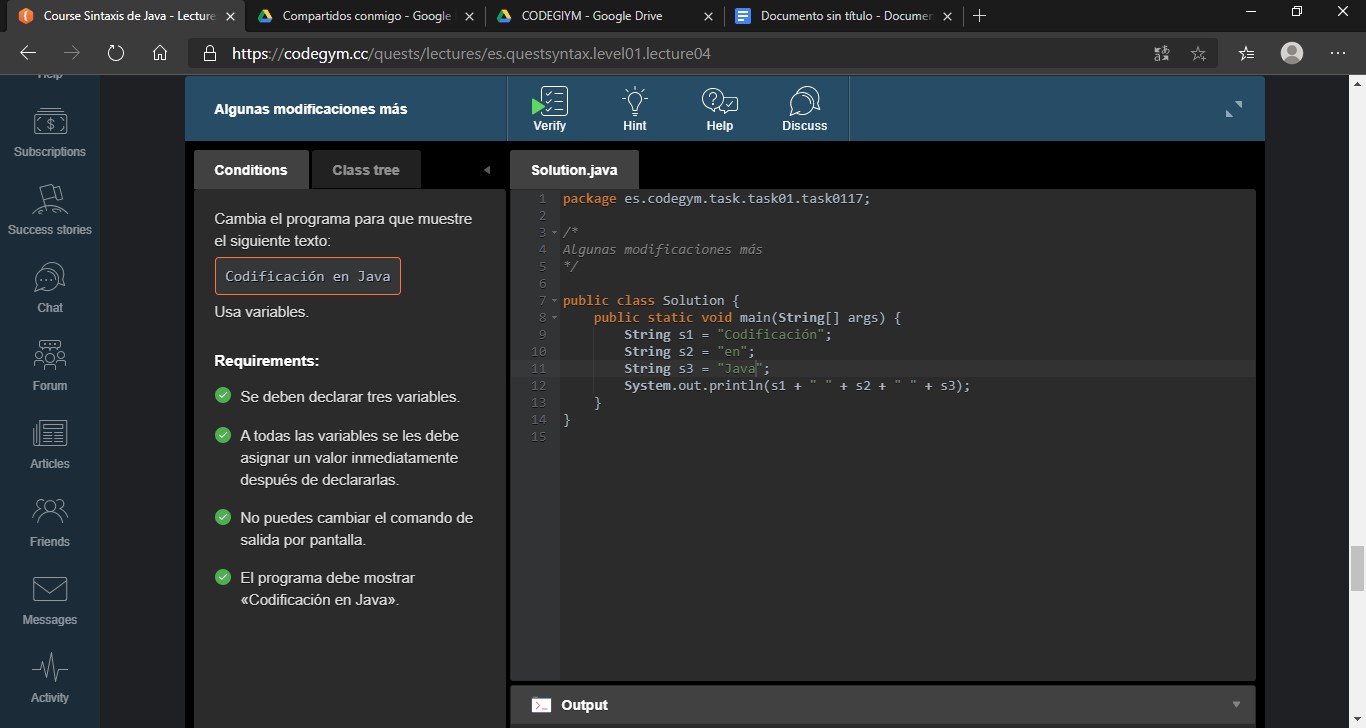 Course Sintaxis de Java - Lecture
Compartidos conmigo - Google
CODEGIYM - Google Drive
Documento sin título - Documen
https://codegym.cc/quests/lectures/es.questsyntax.level01.lecture04
Help
Subscriptions
Success stories
Chat
Forum
Articles
Friends
Messages
Activity
Algunas modificaciones más
Verify
Hint
Help
Discuss
Conditions
Class tree
Cambia el programa para que muestre
el siguiente texto:
Codificación en Java
Usa variables.
Requirements:
Se deben declarar tres variables.
A todas las variables se les debe
asignar un valor inmediatamente
después de declararlas.
No puedes cambiar el comando de
salida por pantalla.
El programa debe mostrar
«Codificación en Java».
Solution.java
1 package es.codegym.task.task01.task0117;
2
3 /*
4 Algunas modificaciones más
5 */
6
7 public class Solution {
8 public static void main(String[] args) {
9 String s1 = "Codificación";
10 String s2 = "en";
11 String s3 = "Java";
12 System.out.println(s1 + " " + s2 + " " + s3);
13 }
14 }
15
Output